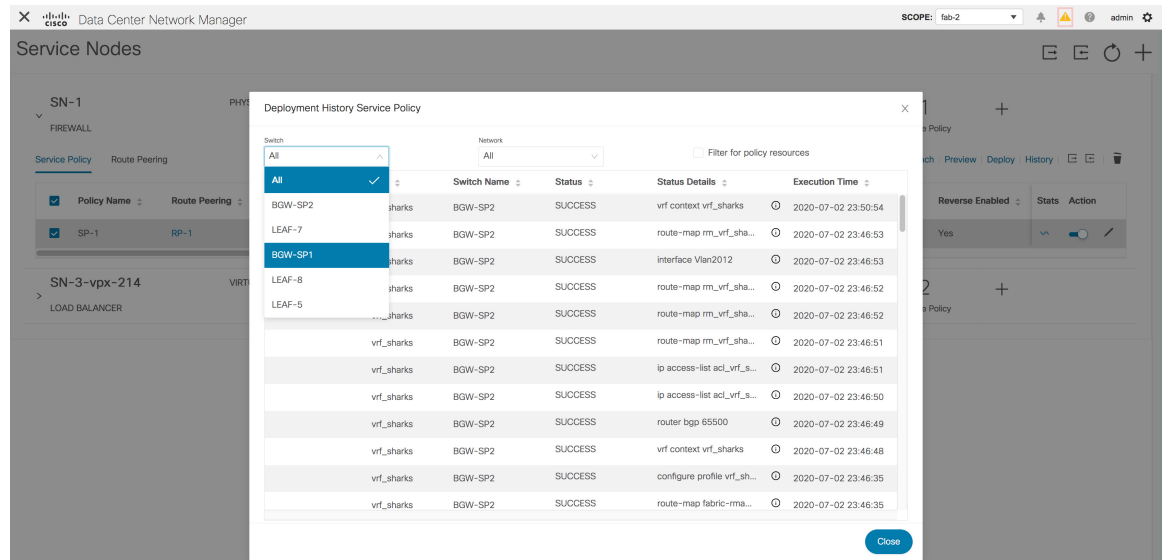 cisco Data Center Network Manager SCOPE: fab-2 admin
Service Nodes
SN-1
FIREWALL
Service Policy Route Peering
Preview Deploy History
Policy Name Route Peering Reverse Enabled Stats Action
SP-1 RP-1 Yes
SN-3-vpx-214
LOAD BALANCER
Policy
Policy
Deployment History Service Policy
Switch Network
All All Filter for policy resources
All
BGW-SP2
LEAF-7
BGW-SP1
LEAF-8
LEAF-5
Switch Name Status Status Details Execution Time
BGW-SP2 SUCCESS vrf context vrf_sharks 2020-07-02 23:50:54
BGW-SP2 SUCCESS route-map rm_vrf_sha... 2020-07-02 23:46:53
BGW-SP2 SUCCESS interface Vlan2012 2020-07-02 23:46:53
BGW-SP2 SUCCESS route-map rm_vrf_sha... 2020-07-02 23:46:52
vrf_sharks BGW-SP2 SUCCESS route-map rm_vrf_sha... 2020-07-02 23:46:52
vrf_sharks BGW-SP2 SUCCESS route-map rm_vrf_sha... 2020-07-02 23:46:51
vrf_sharks BGW-SP2 SUCCESS ip access-list acl_vrf_s... 2020-07-02 23:46:51
vrf_sharks BGW-SP2 SUCCESS ip access-list acl_vrf_s... 2020-07-02 23:46:50
vrf_sharks BGW-SP2 SUCCESS router bgp 65500 2020-07-02 23:46:49
vrf_sharks BGW-SP2 SUCCESS vrf context vrf_sharks 2020-07-02 23:46:48
vrf_sharks BGW-SP2 SUCCESS configure profile vrf_sh... 2020-07-02 23:46:35
vrf_sharks BGW-SP2 SUCCESS route-map fabric-rma... 2020-07-02 23:46:35
Close